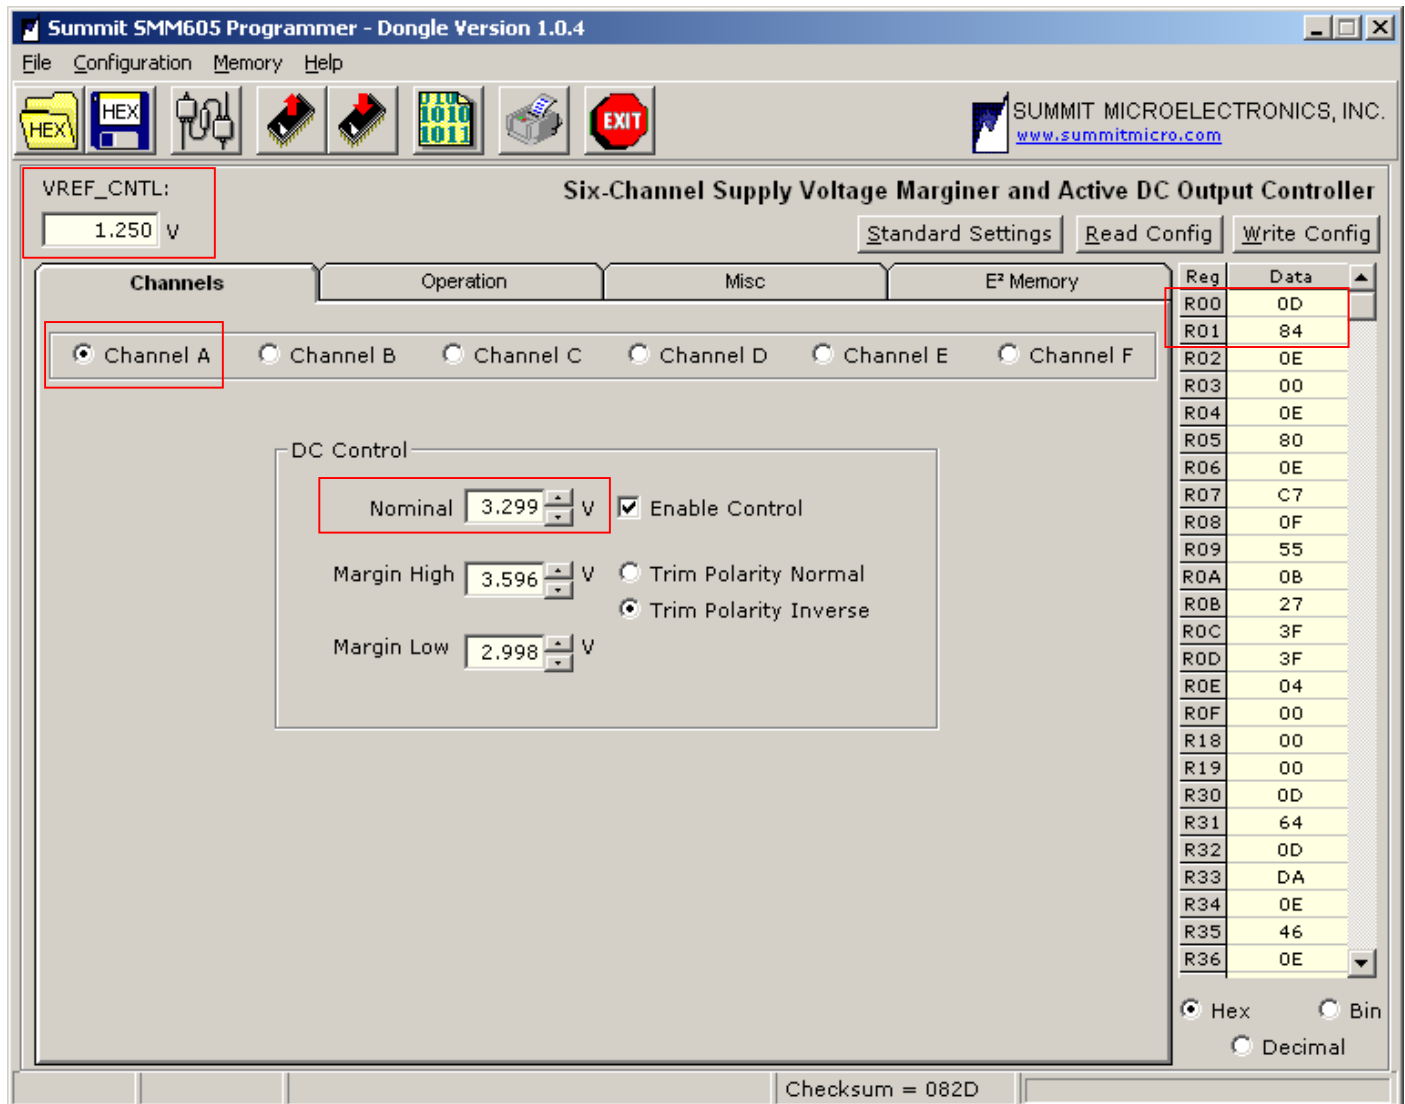 Summit SMM605 Programmer - Dongle Version 1.0.4
File Configuration Memory Help
HEX HEX 010 1010 1011 EXIT
SUMMIT MICROELECTRONICS, INC.
www.summitmicro.com
VREF_CNTL:
Six-Channel Supply Voltage Marginer and Active DC Output Controller
1.250 V
Standard Settings Read Config Write Config
Channels Operation Misc E² Memory
Channel A Channel B Channel C Channel D Channel E Channel F
DC Control
Nominal 3.299 V Enable Control
Margin High 3.596 V Trim Polarity Normal
Trim Polarity Inverse
Margin Low 2.998 V
Reg Data
R00 0D
R01 84
R02 0E
R03 00
R04 0E
R05 80
R06 0E
R07 C7
R08 0F
R09 55
R0A 0B
R0B 27
R0C 3F
R0D 3F
R0E 04
R0F 00
R18 00
R19 00
R30 0D
R31 64
R32 0D
R33 DA
R34 0E
R35 46
R36 0E
Hex Bin
Decimal
Checksum = 082D